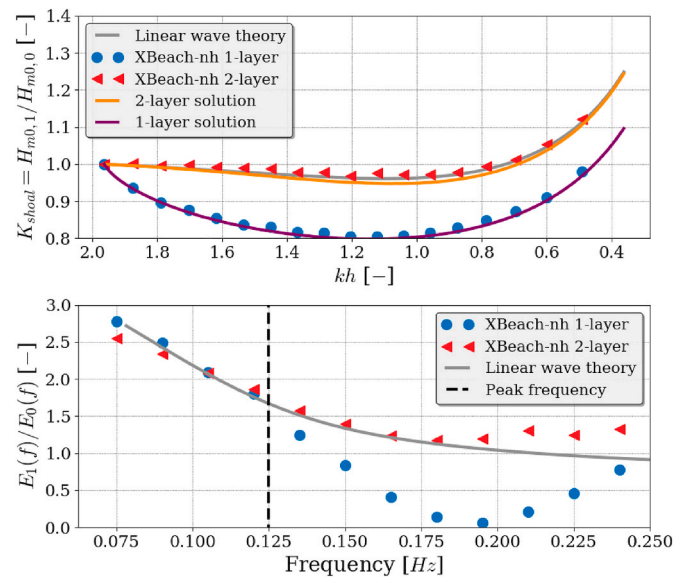 1.4
1.3
1.2
1.1
1.0
0.9
0.8
K_shoal = H_m0,1/H_m0,0 [−]
Linear wave theory
XBeach-nh 1-layer
XBeach-nh 2-layer
2-layer solution
1-layer solution
2.0 1.8 1.6 1.4 1.2 1.0 0.8 0.6 0.4
kh [−]
3.0
2.5
2.0
1.5
1.0
0.5
0.0
E_1(f)/E_0(f) [−]
XBeach-nh 1-layer
XBeach-nh 2-layer
Linear wave theory
Peak frequency
0.075 0.100 0.125 0.150 0.175 0.200 0.225 0.250
Frequency [Hz]